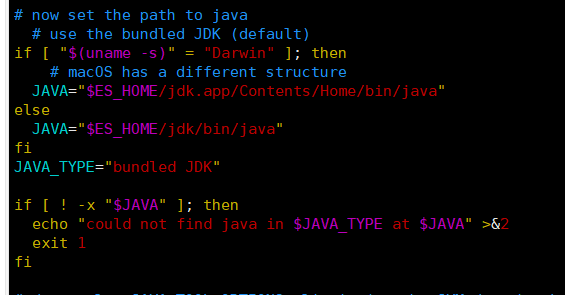 # now set the path to java
  # use the bundled JDK (default)
if [ "$(uname -s)" = "Darwin" ]; then
    # macOS has a different structure
  JAVA="$ES_HOME/jdk.app/Contents/Home/bin/java"
else
  JAVA="$ES_HOME/jdk/bin/java"
fi
JAVA_TYPE="bundled JDK"

if [ ! -x "$JAVA" ]; then
  echo "could not find java in $JAVA_TYPE at $JAVA" >&2
  exit 1
fi